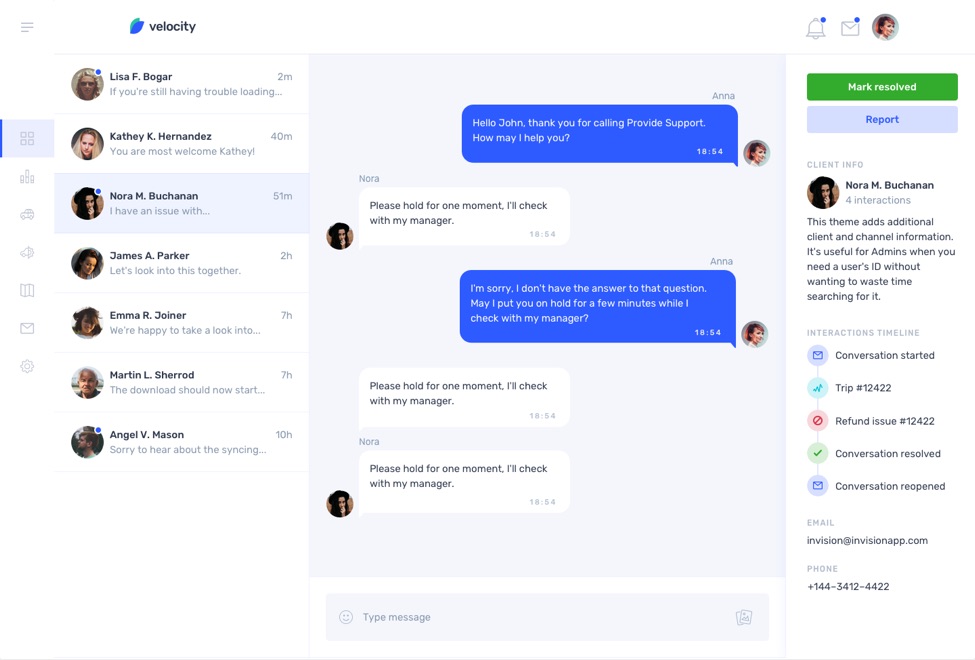 velocity
Lisa F. Bogar 2m
If you're still having trouble loading...
Kathey K. Hernandez 40m
You are most welcome Kathey!
Nora M. Buchanan 51m
I have an issue with...
James A. Parker 2h
Let's look into this together.
Emma R. Joiner 7h
We're happy to take a look into...
Martin L. Sherrod 7h
The download should now start...
Angel V. Mason 10h
Sorry to hear about the syncing...
Anna
Hello John, thank you for calling Provide Support.
How may I help you?
18:54
Nora
Please hold for one moment, I'll check
with my manager.
18:54
Anna
I'm sorry, I don't have the answer to that question.
May I put you on hold for a few minutes while I
check with my manager?
18:54
Please hold for one moment, I'll check
with my manager.
18:54
Nora
Please hold for one moment, I'll check
with my manager.
18:54
Type message
Mark resolved
Report
CLIENT INFO
Nora M. Buchanan
4 interactions
This theme adds additional
client and channel information.
It's useful for Admins when you
need a user's ID without
wanting to waste time
searching for it.
INTERACTIONS TIMELINE
Conversation started
Trip #12422
Refund issue #12422
Conversation resolved
Conversation reopened
EMAIL
invision@invisionapp.com
PHONE
+144-3412-4422